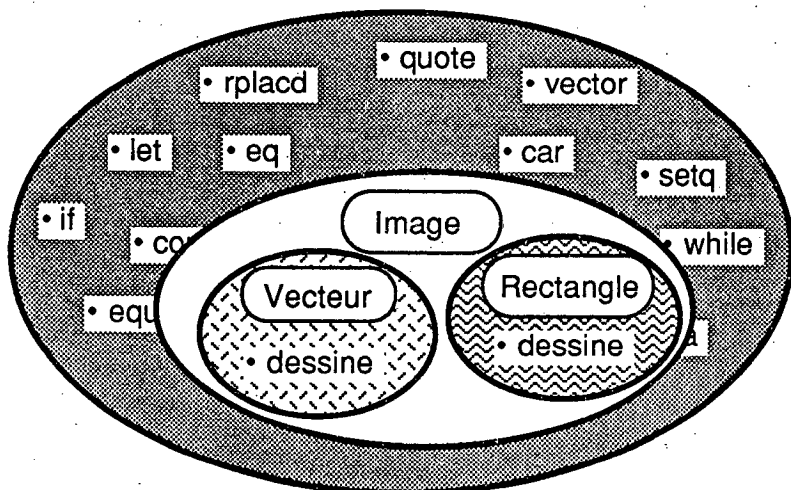 • quote
• rplacd
• vector
• let
• eq
• car
• setq
• if
Image
• while
Vecteur
Rectangle
• dessine
• dessine